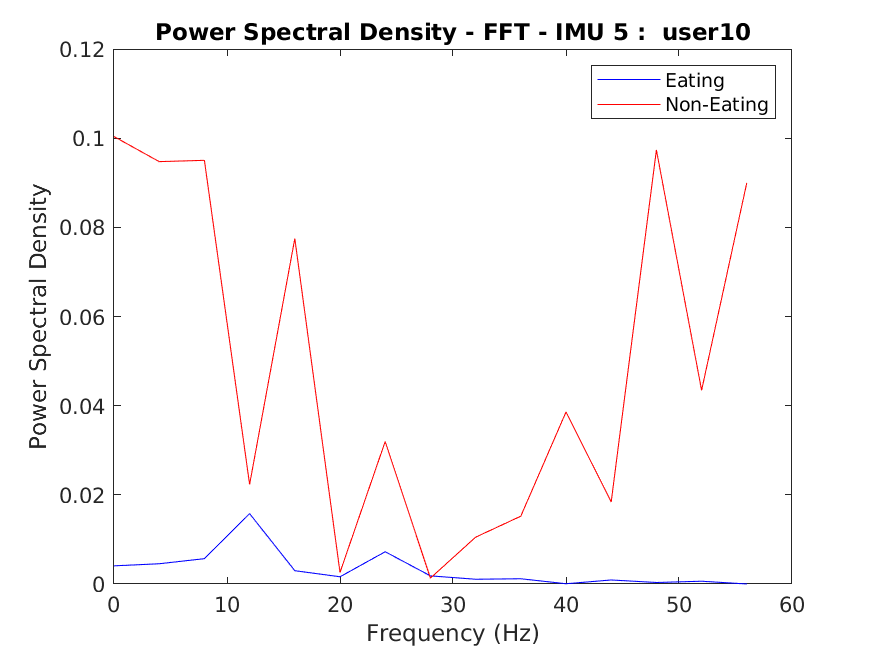 Power Spectral Density - FFT - IMU 5 :  user10
Eating
Non-Eating
Power Spectral Density
0.12
0.1
0.08
0.06
0.04
0.02
0
0 10 20 30 40 50 60
Frequency (Hz)